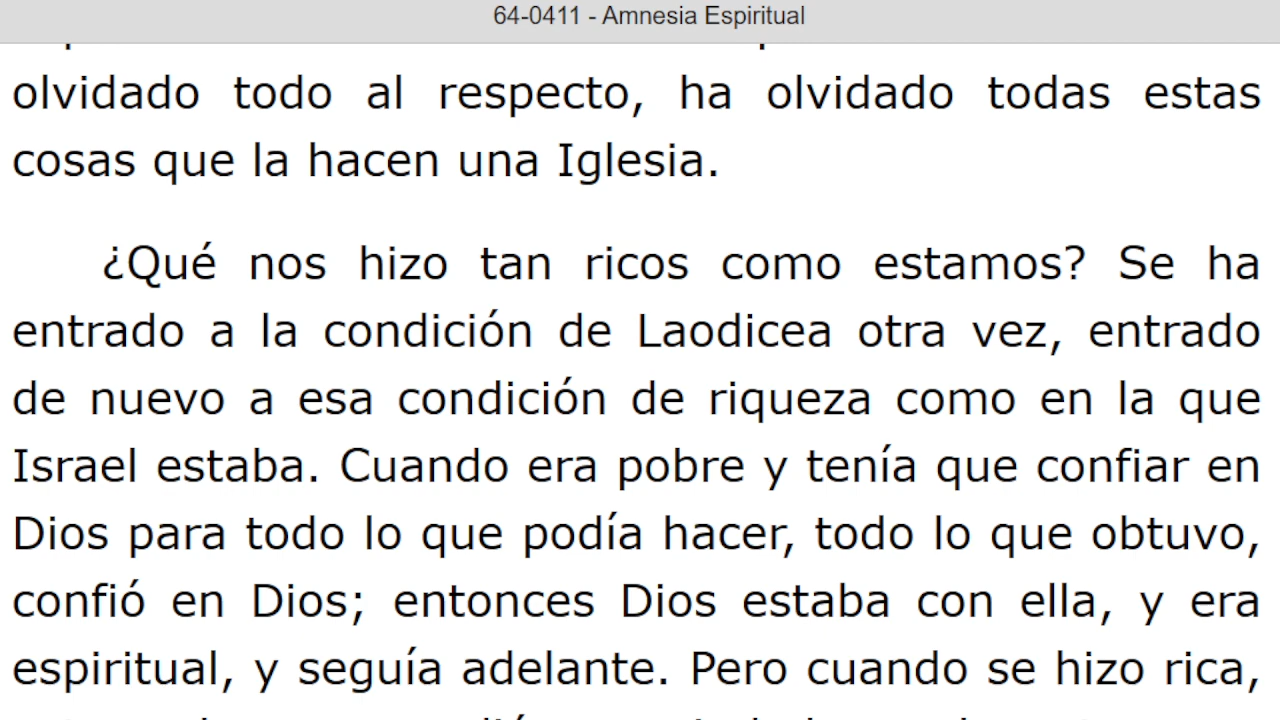 64-0411 - Amnesia Espiritual
olvidado todo al respecto, ha olvidado todas estas
cosas que la hacen una Iglesia.
¿Qué nos hizo tan ricos como estamos? Se ha
entrado a la condición de Laodicea otra vez, entrado
de nuevo a esa condición de riqueza como en la que
Israel estaba. Cuando era pobre y tenía que confiar en
Dios para todo lo que podía hacer, todo lo que obtuvo,
confió en Dios; entonces Dios estaba con ella, y era
espiritual, y seguía adelante. Pero cuando se hizo rica,